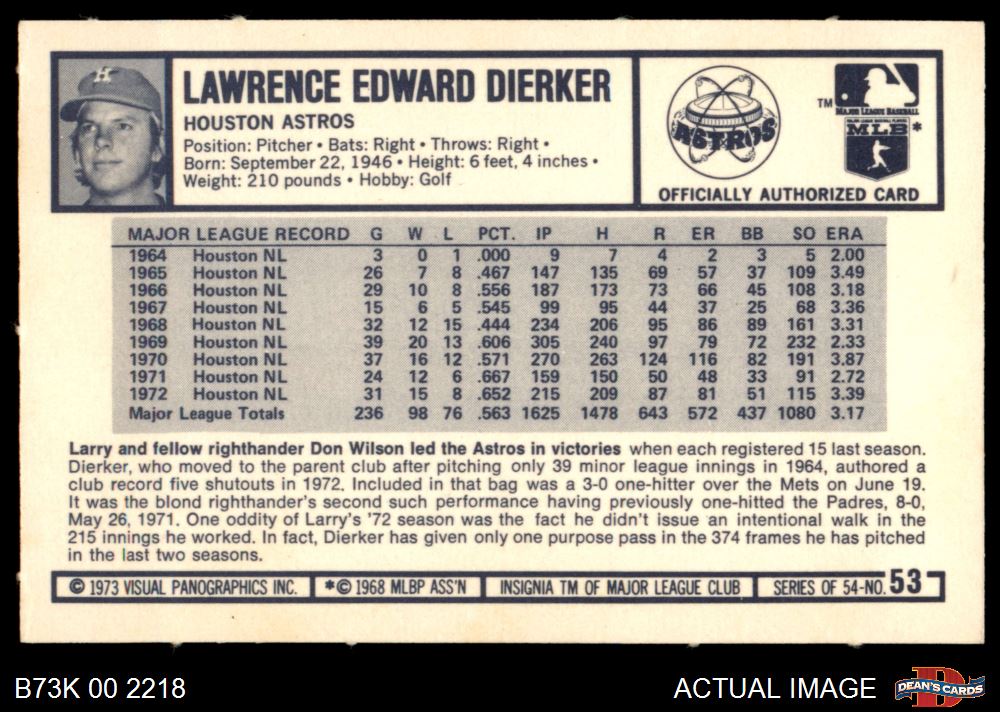 H
LAWRENCE EDWARD DIERKER
HOUSTON ASTROS
Position: Pitcher • Bats: Right • Throws: Right •
Born: September 22, 1946 • Height: 6 feet, 4 inches •
Weight: 210 pounds • Hobby: Golf
ASTROS
TM
MAJOR LEAGUE BASEBALL
MAJOR LEAGUE BASEBALL PLAYERS
MLB*
OFFICIALLY AUTHORIZED CARD
MAJOR LEAGUE RECORD G W L PCT. IP H R ER BB SO ERA
1964 Houston NL 3 0 1 .000 9 7 4 2 3 5 2.00
1965 Houston NL 26 7 8 .467 147 135 69 57 37 109 3.49
1966 Houston NL 29 10 8 .556 187 173 73 66 45 108 3.18
1967 Houston NL 15 6 5 .545 99 95 44 37 25 68 3.36
1968 Houston NL 32 12 15 .444 234 206 95 86 89 161 3.31
1969 Houston NL 39 20 13 .606 305 240 97 79 72 232 2.33
1970 Houston NL 37 16 12 .571 270 263 124 116 82 191 3.87
1971 Houston NL 24 12 6 .667 159 150 50 48 33 91 2.72
1972 Houston NL 31 15 8 .652 215 209 87 81 51 115 3.39
Major League Totals 236 98 76 .563 1625 1478 643 572 437 1080 3.17
Larry and fellow righthander Don Wilson led the Astros in victories when each registered 15 last season.
Dierker, who moved to the parent club after pitching only 39 minor league innings in 1964, authored a
club record five shutouts in 1972. Included in that bag was a 3-0 one-hitter over the Mets on June 19.
It was the blond righthander's second such performance having previously one-hitted the Padres, 8-0,
May 26, 1971. One oddity of Larry's '72 season was the fact he didn't issue an intentional walk in the
215 innings he worked. In fact, Dierker has given only one purpose pass in the 374 frames he has pitched
in the last two seasons.
© 1973 VISUAL PANOGRAPHICS INC. *© 1968 MLBP ASS'N INSIGNIA TM OF MAJOR LEAGUE CLUB SERIES OF 54-NO. 53
B73K 00 2218
ACTUAL IMAGE
D
DEAN'S CARDS